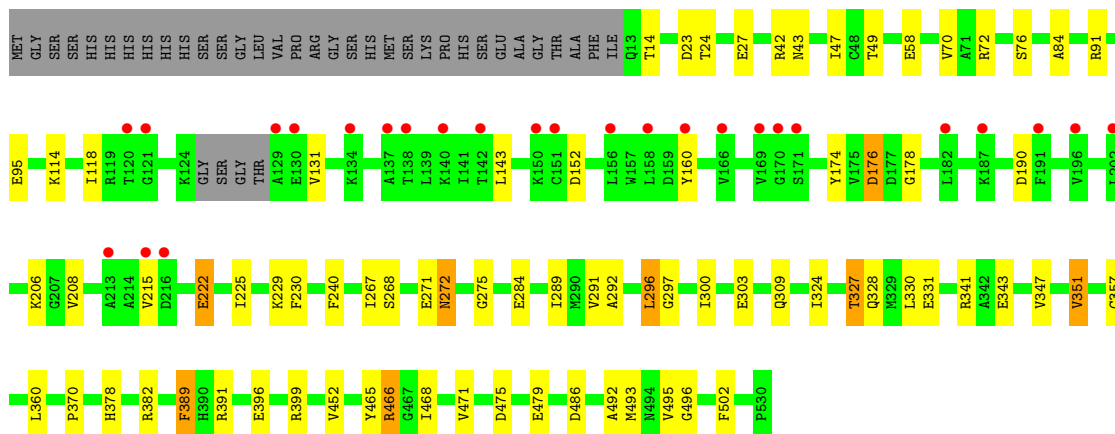 MET GLY SER SER HIS HIS HIS HIS HIS HIS SER SER GLY LEU VAL PRO ARG GLY SER HIS MET SER LYS PRO HIS SER GLU ALA GLY THR ALA PHE ILE Q13 T14 D23 T24 E27 R42 N43 I47 C48 T49 E58 V70 A71 R72 S76 A84 R91
E95 K114 I118 R119 T120 G121 K124 GLY SER GLY THR A129 E130 V131 K134 A137 T138 L139 K140 I141 T142 L143 K150 C151 D152 L156 W157 L158 D159 Y160 V166 V169 G170 S171 Y174 V175 D176 D177 G178 L182 K187 D190 F191 V196
K206 G207 V208 A213 A214 V215 D216 E222 I225 K229 F230 F240 I267 S268 E271 N272 G275 E284 I289 M290 V291 A292 L296 G297 I300 E303 Q309 I324 T327 Q328 M329 L330 E331 R341 A342 E343 V347 V351
L360 P370 H378 R382 F389 H390 R391 E396 R399 V452 Y465 R466 G467 I468 V471 D475 E479 D486 A492 M493 N494 V495 G496 F502 P530